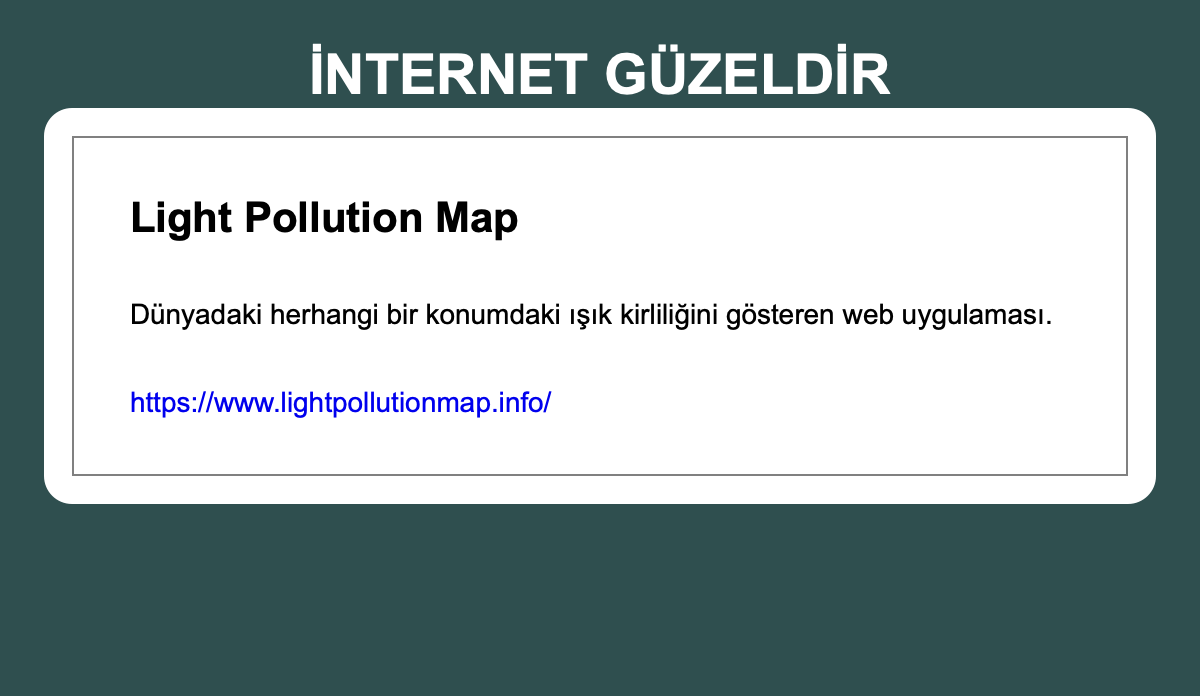 İNTERNET GÜZELDİR
Light Pollution Map
Dünyadaki herhangi bir konumdaki ışık kirliliğini gösteren web uygulaması.
https://www.lightpollutionmap.info/